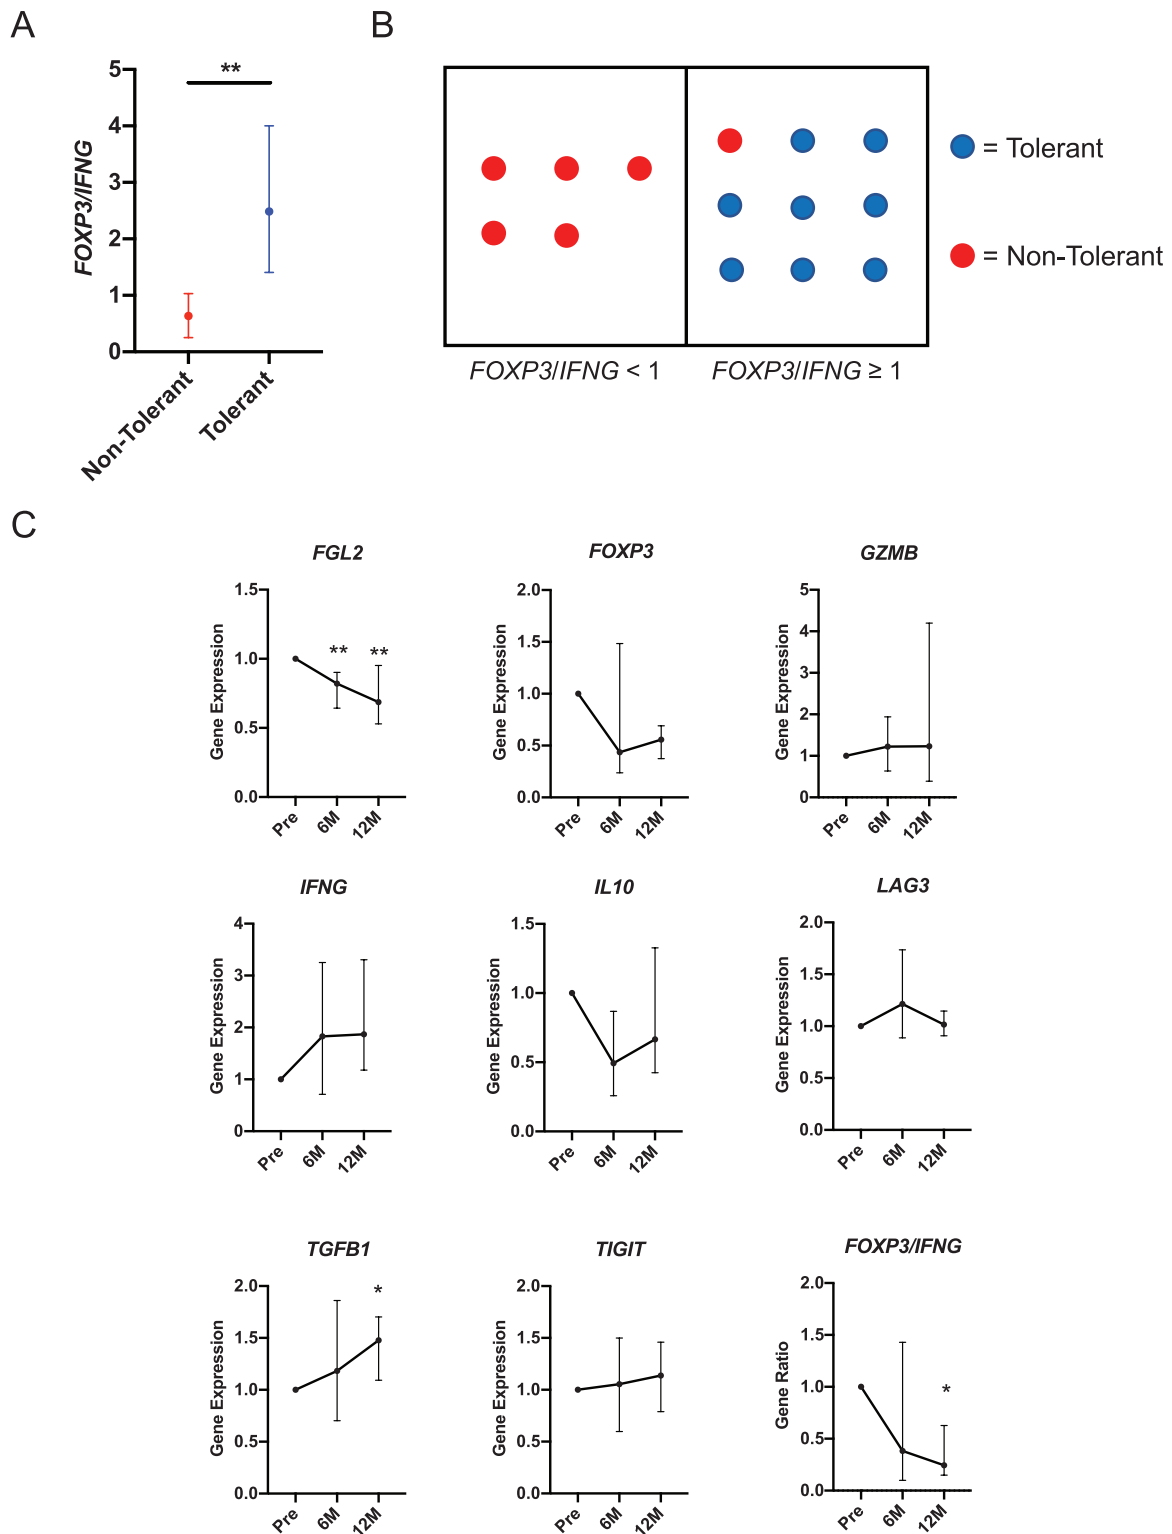 A
5
4
3
2
1
0
FOXP3/IFNG
**
Non-Tolerant
Tolerant
B
FOXP3/IFNG < 1
FOXP3/IFNG ≥ 1
= Tolerant
= Non-Tolerant
C
FGL2
Gene Expression
1.5
1.0
0.5
0.0
**
**
Pre
6M
12M
FOXP3
Gene Expression
2.0
1.5
1.0
0.5
0.0
Pre
6M
12M
GZMB
Gene Expression
5
4
3
2
1
0
Pre
6M
12M
IFNG
Gene Expression
4
3
2
1
0
Pre
6M
12M
IL10
Gene Expression
1.5
1.0
0.5
0.0
Pre
6M
12M
LAG3
Gene Expression
2.0
1.5
1.0
0.5
0.0
Pre
6M
12M
TGFB1
Gene Expression
2.0
1.5
1.0
0.5
0.0
*
Pre
6M
12M
TIGIT
Gene Expression
2.0
1.5
1.0
0.5
0.0
Pre
6M
12M
FOXP3/IFNG
Gene Ratio
2.0
1.5
1.0
0.5
0.0
*
Pre
6M
12M